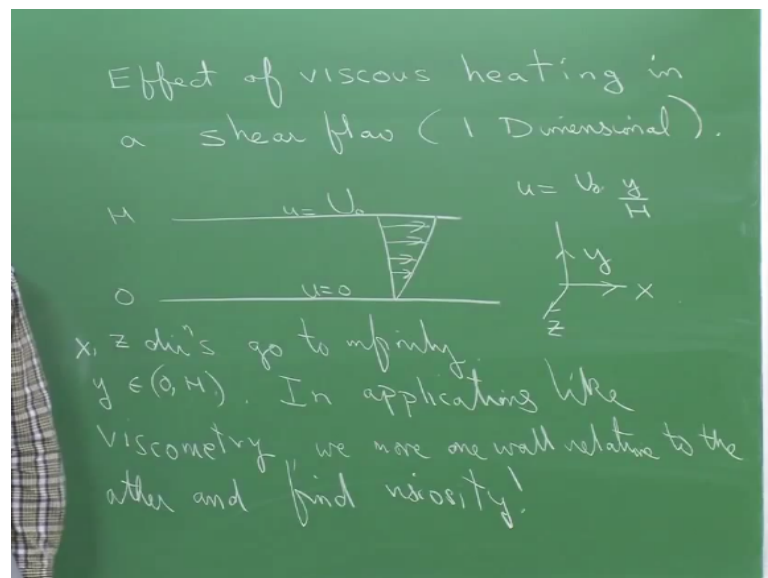 Effect of viscous heating in
a shear flow (1 Dimensional).
u = U₀ y/H
H u = U₀
y
0 u=0
x
z
x, z dirⁿs go to infinity
y ∈ (0, H). In applications like
viscometry we move one wall relative to the
other and find viscosity!